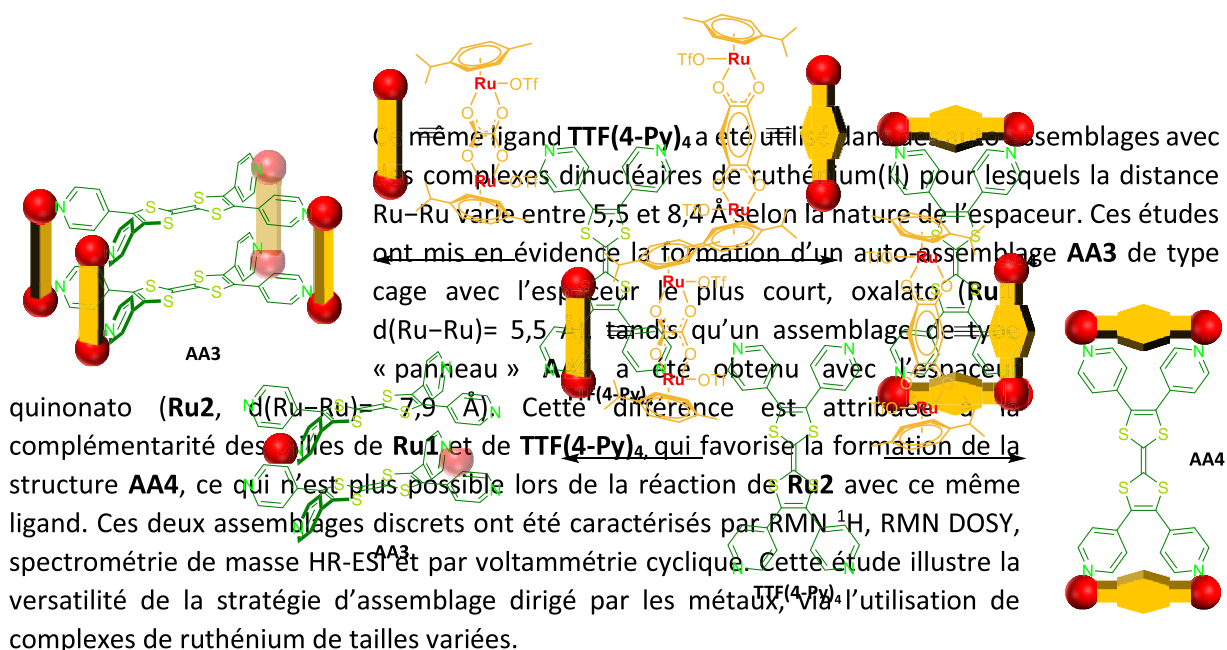 Ce même ligand TTF(4-Py)4 a été utilisé dans des auto-assemblages avec
des complexes dinucléaires de ruthénium(II) pour lesquels la distance
Ru−Ru varie entre 5,5 et 8,4 Å selon la nature de l’espaceur. Ces études
ont mis en évidence la formation d’un auto-assemblage AA3 de type
cage avec l’espaceur le plus court, oxalato (Ru1
d(Ru−Ru)= 5,5 Å), tandis qu’un assemblage de type
« panneau » a été obtenu avec l’espaceur
quinonato (Ru2, d(Ru−Ru)= 7,9 Å). Cette différence est attribuée à la
complémentarité des tailles de Ru1 et de TTF(4-Py)4, qui favorise la formation de la
structure AA4, ce qui n’est plus possible lors de la réaction de Ru2 avec ce même
ligand. Ces deux assemblages discrets ont été caractérisés par RMN 1H, RMN DOSY,
spectrométrie de masse HR-ESI et par voltammétrie cyclique. Cette étude illustre la
versatilité de la stratégie d’assemblage dirigé par les métaux, via l’utilisation de
complexes de ruthénium de tailles variées.
AA3
AA3
TTF(4-Py)4
AA4